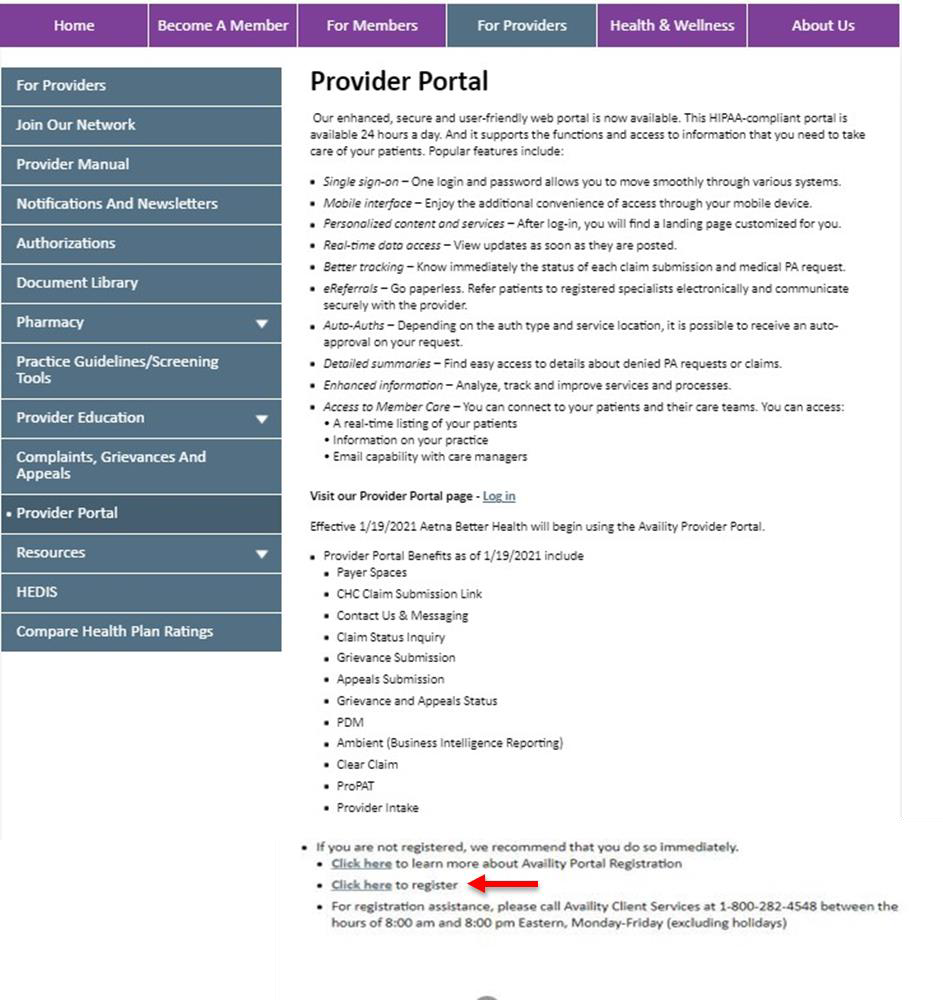 Home
Become A Member
For Members
For Providers
Health & Wellness
About Us
For Providers
Join Our Network
Provider Manual
Notifications And Newsletters
Authorizations
Document Library
Pharmacy
Practice Guidelines/Screening
Tools
Provider Education
Complaints, Grievances And
Appeals
• Provider Portal
Resources
HEDIS
Compare Health Plan Ratings
Provider Portal
Our enhanced, secure and user-friendly web portal is now available. This HIPAA-compliant portal is
available 24 hours a day. And it supports the functions and access to information that you need to take
care of your patients. Popular features include:
▪ Single sign-on – One login and password allows you to move smoothly through various systems.
▪ Mobile interface – Enjoy the additional convenience of access through your mobile device.
▪ Personalized content and services – After log-in, you will find a landing page customized for you.
▪ Real-time data access – View updates as soon as they are posted.
▪ Better tracking – Know immediately the status of each claim submission and medical PA request.
▪ eReferrals – Go paperless. Refer patients to registered specialists electronically and communicate
securely with the provider.
▪ Auto-Auths – Depending on the auth type and service location, it is possible to receive an auto-
approval on your request.
▪ Detailed summaries – Find easy access to details about denied PA requests or claims.
▪ Enhanced information – Analyze, track and improve services and processes.
▪ Access to Member Care – You can connect to your patients and their care teams. You can access:
• A real-time listing of your patients
• Information on your practice
• Email capability with care managers
Visit our Provider Portal page - Log in
Effective 1/19/2021 Aetna Better Health will begin using the Availity Provider Portal.
▪ Provider Portal Benefits as of 1/19/2021 include
▪ Payer Spaces
▪ CHC Claim Submission Link
▪ Contact Us & Messaging
▪ Claim Status Inquiry
▪ Grievance Submission
▪ Appeals Submission
▪ Grievance and Appeals Status
▪ PDM
▪ Ambient (Business Intelligence Reporting)
▪ Clear Claim
▪ ProPAT
▪ Provider Intake
• If you are not registered, we recommend that you do so immediately.
• Click here to learn more about Availity Portal Registration
• Click here to register
• For registration assistance, please call Availity Client Services at 1-800-282-4548 between the
hours of 8:00 am and 8:00 pm Eastern, Monday-Friday (excluding holidays)